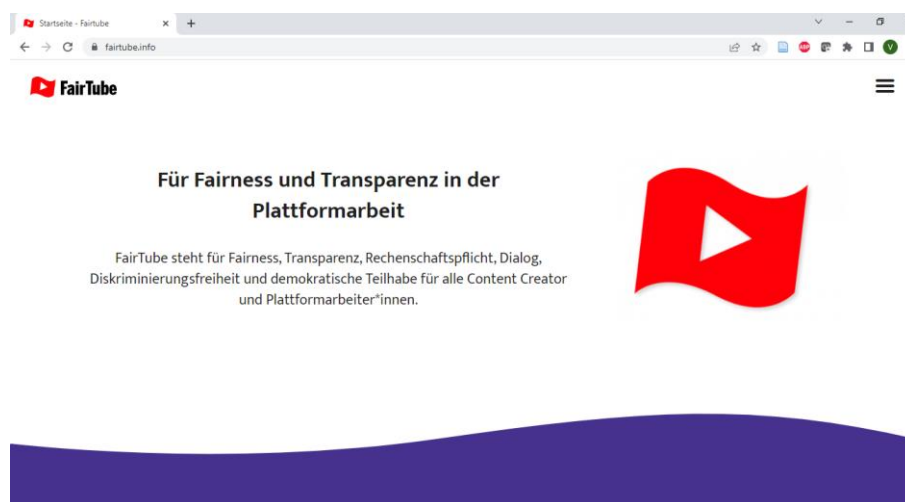 Startseite - Fairtube
fairtube.info
ABP
V
FairTube
Für Fairness und Transparenz in der
Plattformarbeit
FairTube steht für Fairness, Transparenz, Rechenschaftspflicht, Dialog,
Diskriminierungsfreiheit und demokratische Teilhabe für alle Content Creator
und Plattformarbeiter*innen.